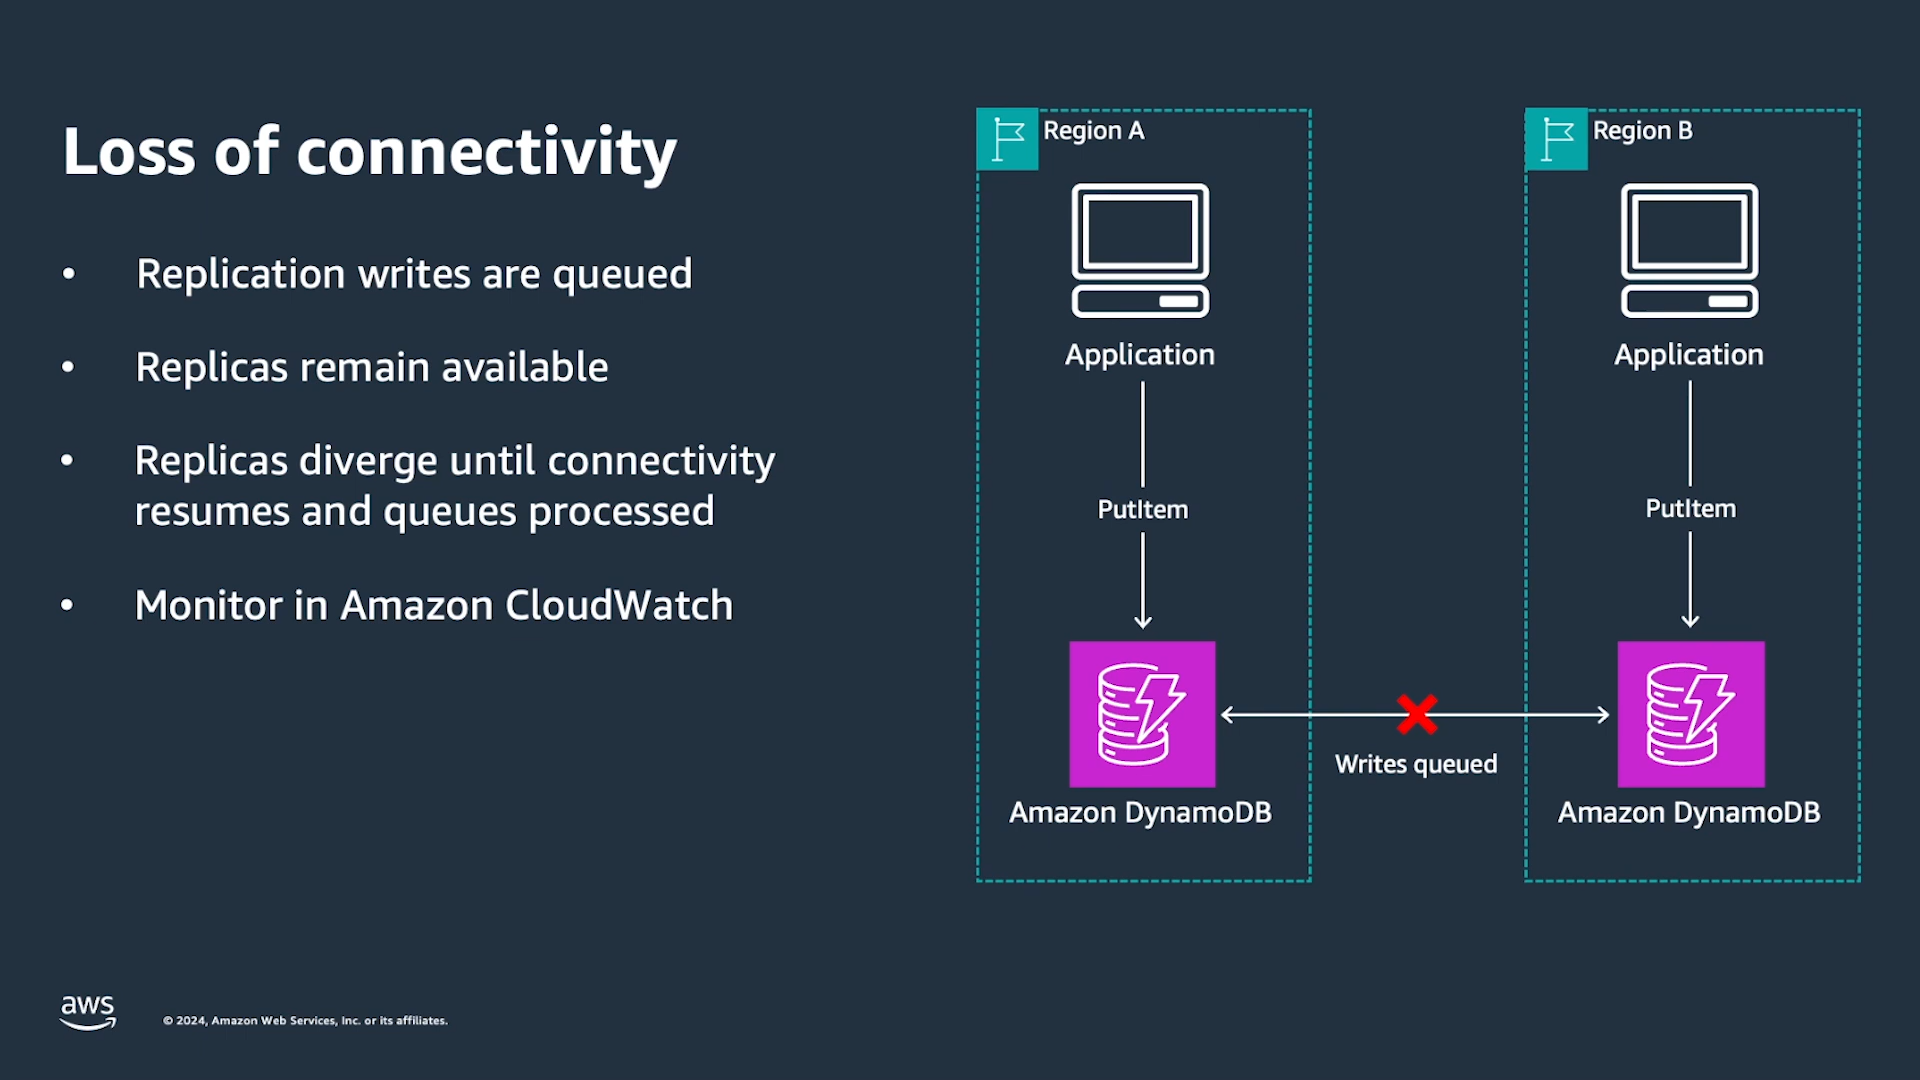 Loss of connectivity
• Replication writes are queued
• Replicas remain available
• Replicas diverge until connectivity
resumes and queues processed
• Monitor in Amazon CloudWatch
Region A
Application
PutItem
Amazon DynamoDB
Writes queued
Region B
Application
PutItem
Amazon DynamoDB
aws
© 2024, Amazon Web Services, Inc. or its affiliates.